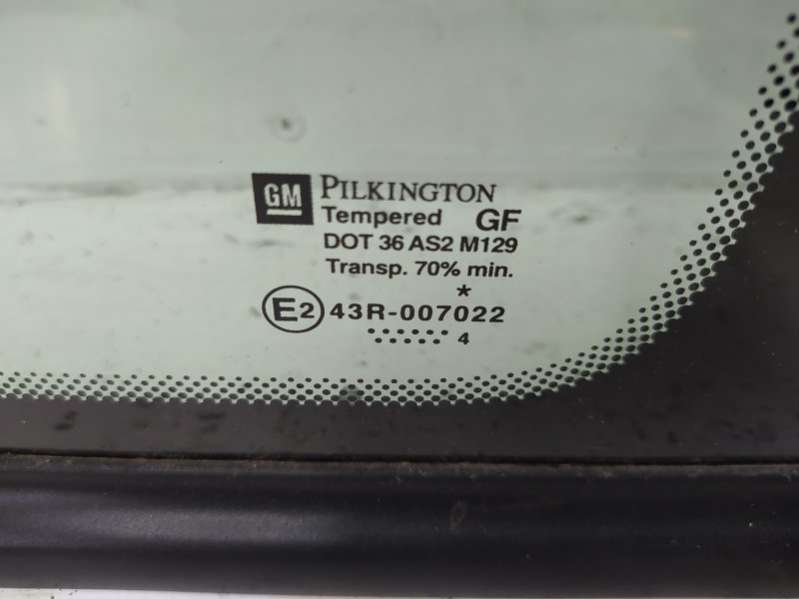 GM PILKINGTON
Tempered GF
DOT 36 AS2 M129
Transp. 70% min.
*
E2 43R-007022
4